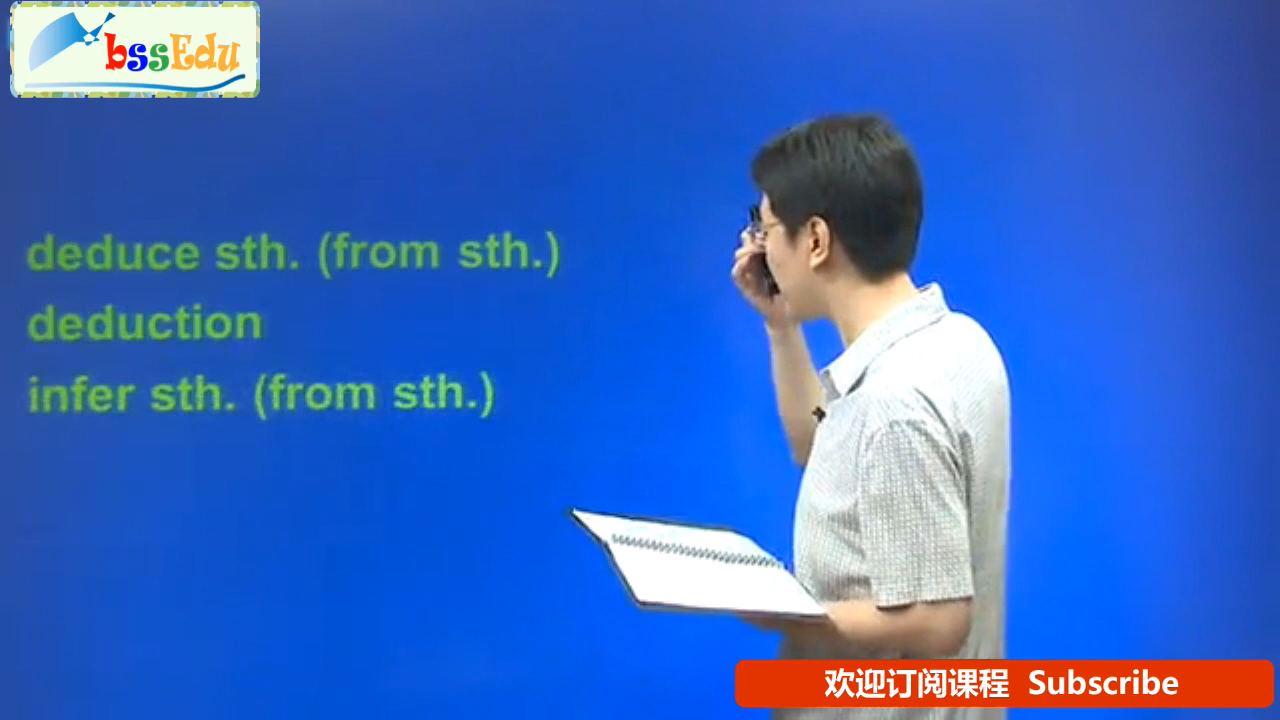 bssEdu
deduce sth. (from sth.)
deduction
infer sth. (from sth.)
欢迎订阅课程 Subscribe